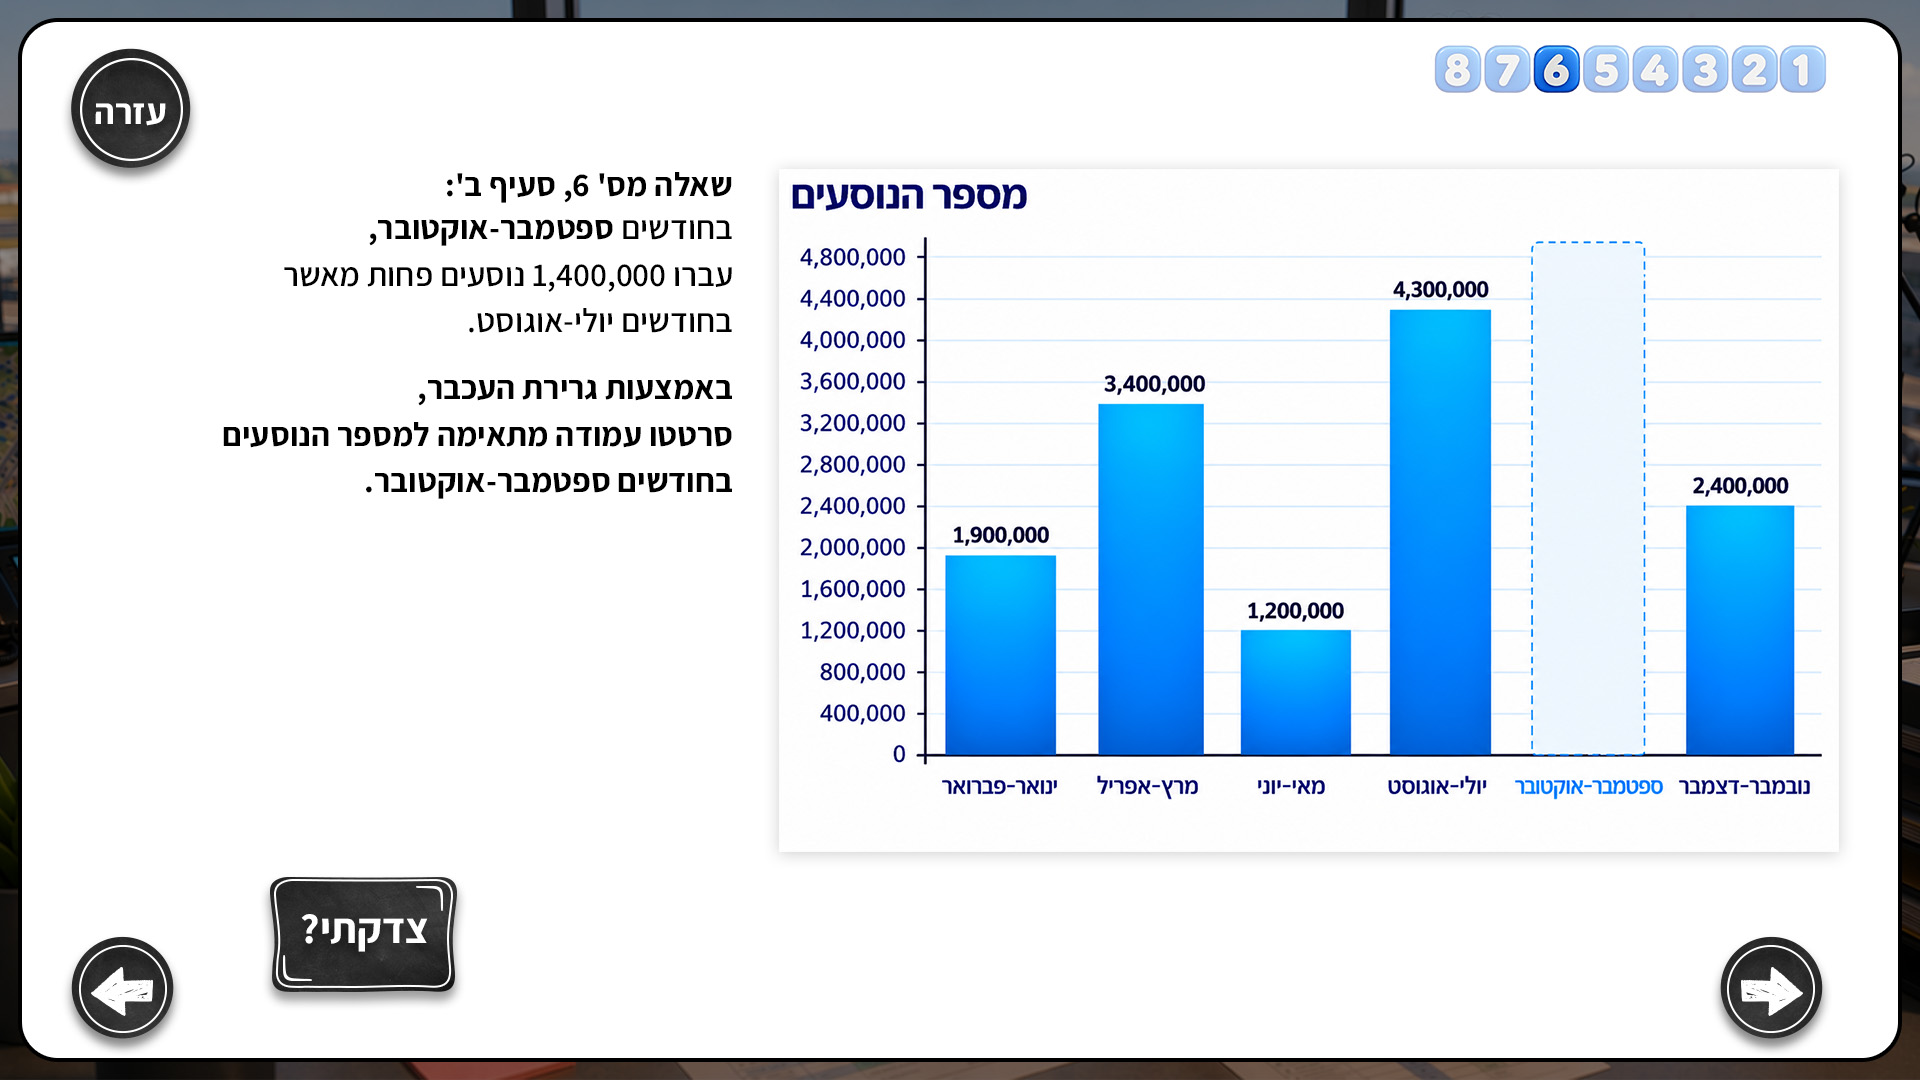 עזרה
8 7 6 5 4 3 2 1
שאלה מס' 6, סעיף ב':
בחודשים ספטמבר-אוקטובר,
עברו 1,400,000 נוסעים פחות מאשר
בחודשים יולי-אוגוסט.
באמצעות גרירת העכבר,
סרטטו עמודה מתאימה למספר הנוסעים
בחודשים ספטמבר-אוקטובר.
מספר הנוסעים
4,800,000
4,400,000
4,000,000
3,600,000
3,200,000
2,800,000
2,400,000
2,000,000
1,600,000
1,200,000
800,000
400,000
0
1,900,000
3,400,000
1,200,000
4,300,000
2,400,000
ינואר-פברואר
מרץ-אפריל
מאי-יוני
יולי-אוגוסט
ספטמבר-אוקטובר
נובמבר-דצמבר
צדקתי?